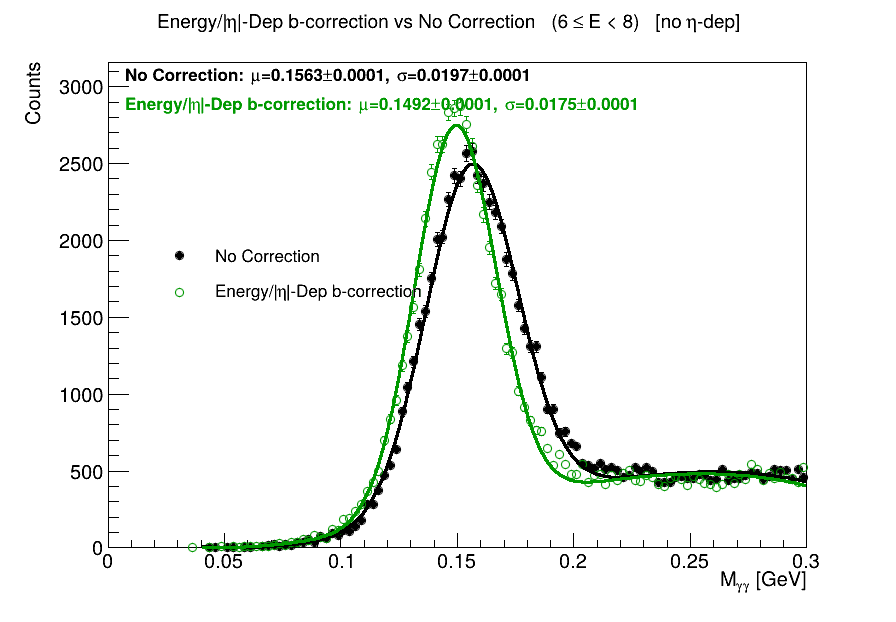 Energy/|η|-Dep b-correction vs No Correction (6 ≤ E < 8) [no η-dep]
Counts
No Correction: μ=0.1563±0.0001, σ=0.0197±0.0001
Energy/|η|-Dep b-correction: μ=0.1492±0.0001, σ=0.0175±0.0001
3000
2500
2000
No Correction
Energy/|η|-Dep b-correction
1500
1000
500
0
0 0.05 0.1 0.15 0.2 0.25 0.3
Mγγ [GeV]